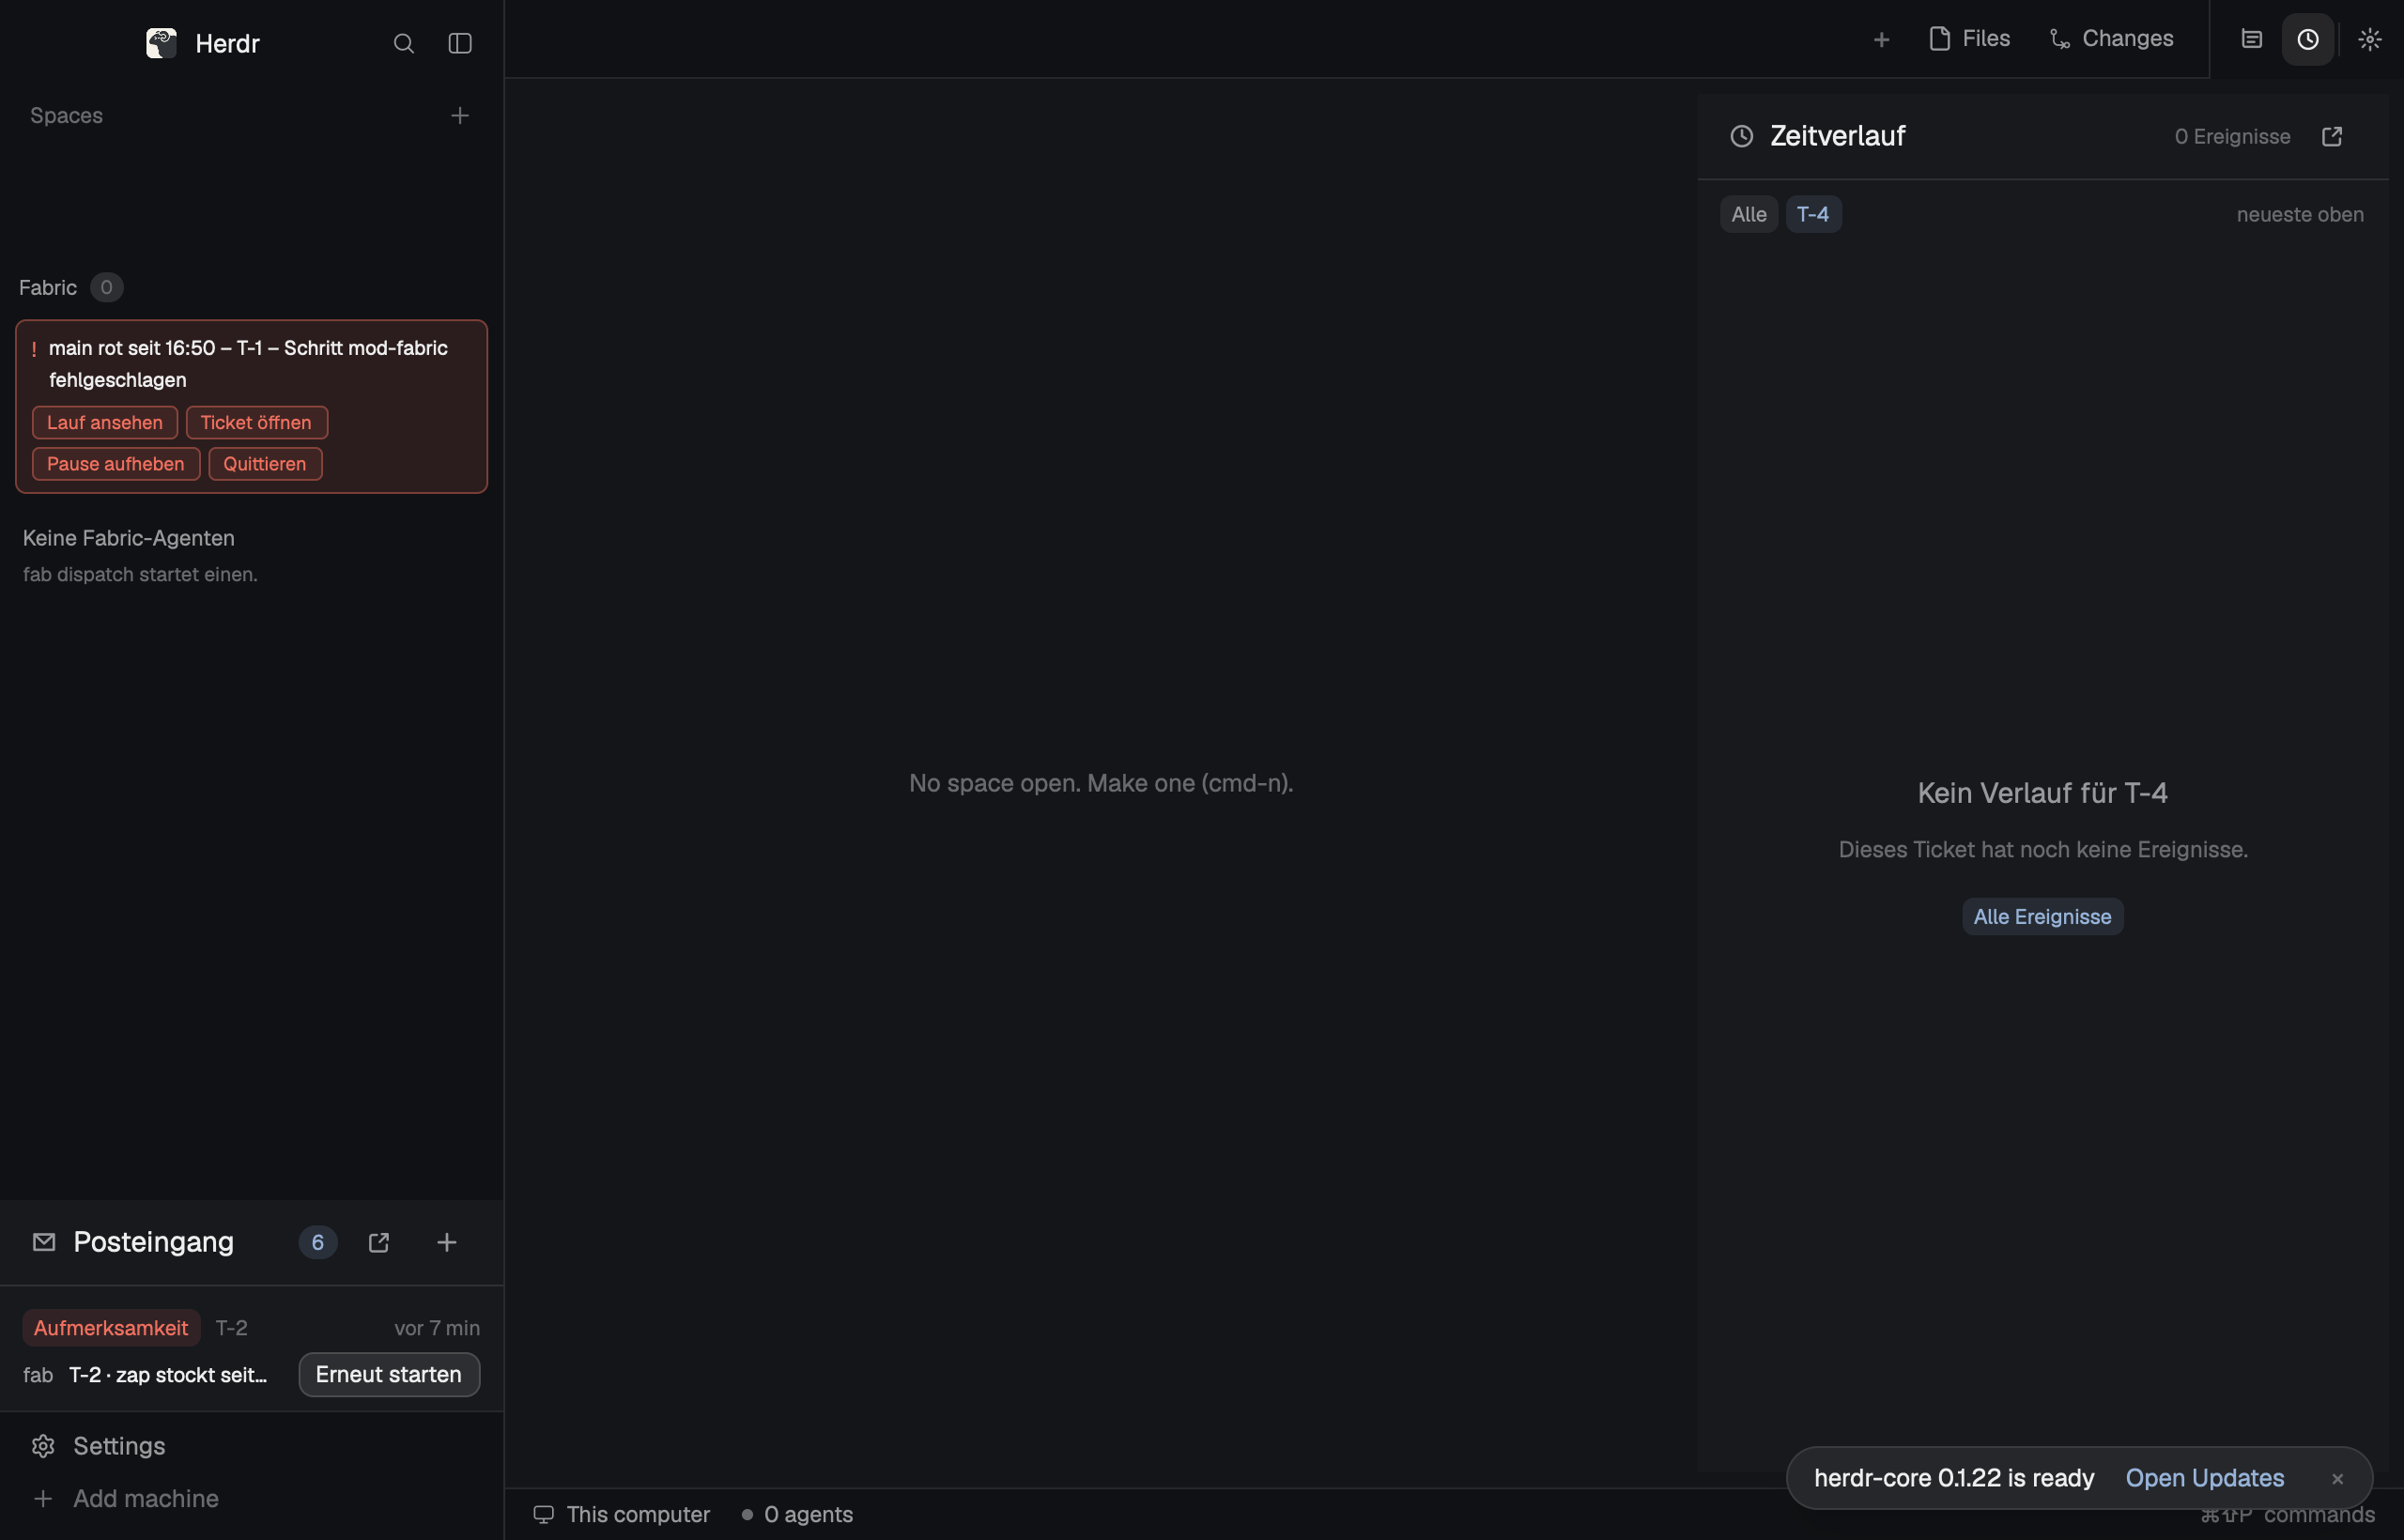 Herdr
Files
Changes
Spaces
Zeitverlauf
0 Ereignisse
Alle
T-4
neueste oben
Fabric
0
! main rot seit 16:50 – T-1 – Schritt mod-fabric
fehlgeschlagen
Lauf ansehen
Ticket öffnen
Pause aufheben
Quittieren
Keine Fabric-Agenten
fab dispatch startet einen.
No space open. Make one (cmd-n).
Kein Verlauf für T-4
Dieses Ticket hat noch keine Ereignisse.
Alle Ereignisse
Posteingang
6
Aufmerksamkeit
T-2
vor 7 min
fab T-2 · zap stockt seit...
Erneut starten
Settings
Add machine
herdr-core 0.1.22 is ready
Open Updates
This computer
0 agents
⌘⇧P commands